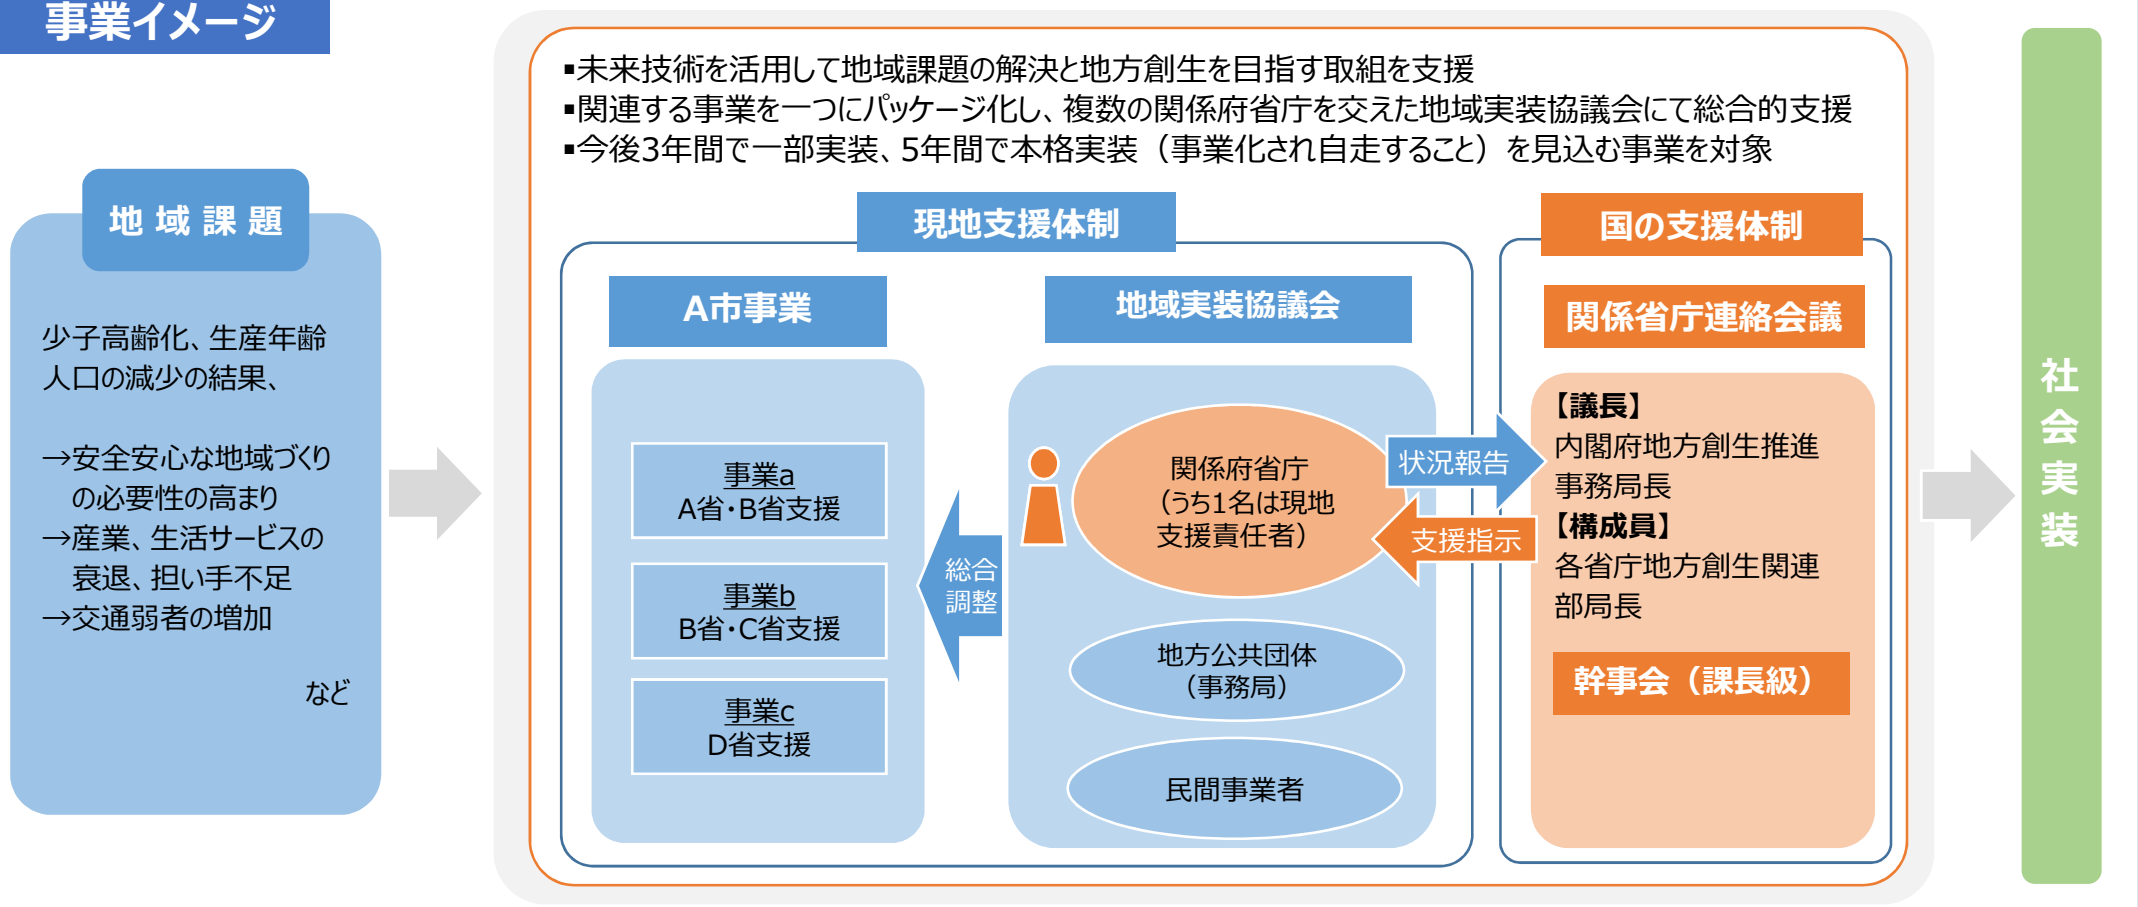 事業イメージ
地域課題
少子高齢化、生産年齢
人口の減少の結果、
→安全安心な地域づくり
の必要性の高まり
→産業、生活サービスの
衰退、担い手不足
→交通弱者の増加
など
▪未来技術を活用して地域課題の解決と地方創生を目指す取組を支援
▪関連する事業を一つにパッケージ化し、複数の関係府省庁を交えた地域実装協議会にて総合的支援
▪今後3年間で一部実装、5年間で本格実装（事業化され自走すること）を見込む事業を対象
現地支援体制
A市事業
事業a
A省・B省支援
事業b
B省・C省支援
事業c
D省支援
総合
調整
地域実装協議会
関係府省庁
（うち1名は現地
支援責任者）
地方公共団体
（事務局）
民間事業者
状況報告
支援指示
国の支援体制
関係省庁連絡会議
【議長】
内閣府地方創生推進
事務局長
【構成員】
各省庁地方創生関連
部局長
幹事会（課長級）
社会実装